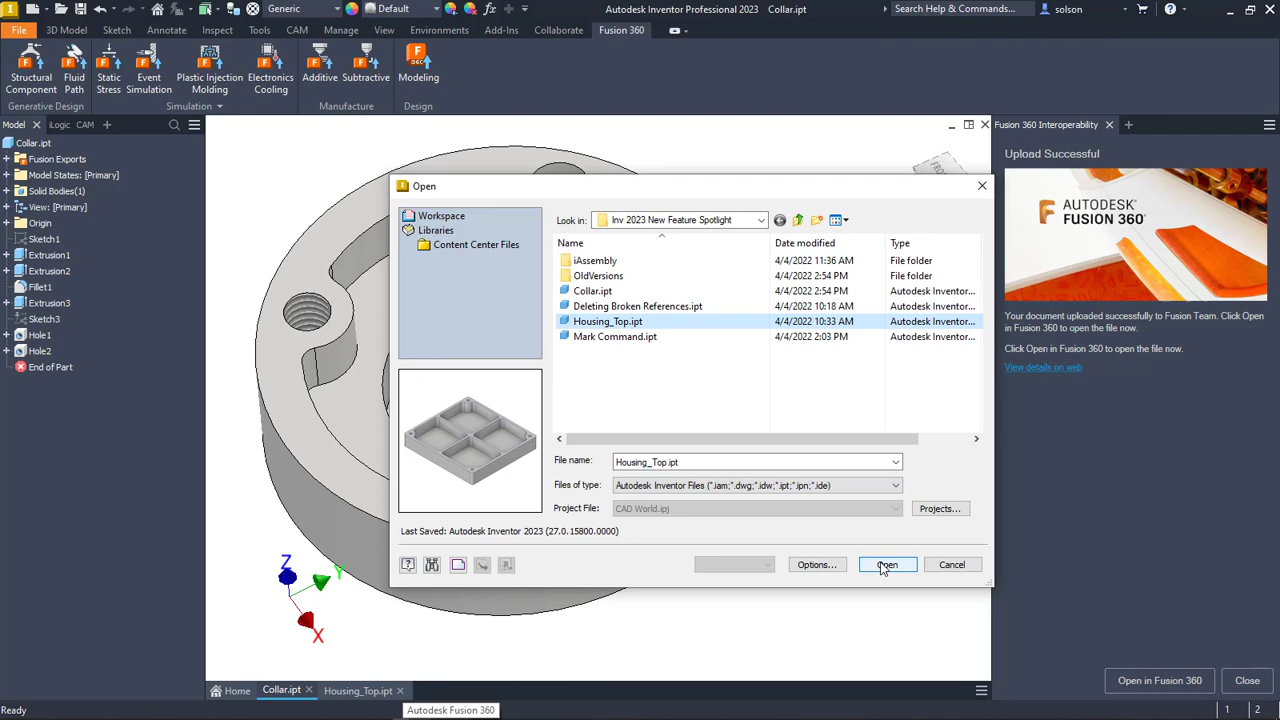 Generic
Default
fx
Autodesk Inventor Professional 2023 Collar.ipt
Search Help & Commands...
solson
File
3D Model
Sketch
Annotate
Inspect
Tools
CAM
Manage
View
Environments
Add-Ins
Collaborate
Fusion 360
Structural
Component
Fluid
Path
Static
Stress
Event
Simulation
Plastic Injection
Molding
Electronics
Cooling
Additive
Subtractive
Modeling
Generative Design
Simulation
Manufacture
Design
Model
iLogic
CAM
Collar.ipt
Fusion Exports
Model States: [Primary]
Solid Bodies(1)
View: [Primary]
Origin
Sketch1
Extrusion1
Extrusion2
Fillet1
Extrusion3
Sketch3
Hole1
Hole2
End of Part
Open
Workspace
Libraries
Content Center Files
Look in:
Inv 2023 New Feature Spotlight
Name Date modified Type
iAssembly 4/4/2022 11:36 AM File folder
OldVersions 4/4/2022 2:54 PM File folder
Collar.ipt 4/4/2022 2:54 PM Autodesk Inventor...
Deleting Broken References.ipt 4/4/2022 10:18 AM Autodesk Inventor...
Housing_Top.ipt 4/4/2022 10:33 AM Autodesk Inventor...
Mark Command.ipt 4/4/2022 2:03 PM Autodesk Inventor...
File name: Housing_Top.ipt
Files of type: Autodesk Inventor Files (*.iam;*.dwg;*.idw;*.ipt;*.ipn;*.ide)
Project File: CAD World.ipj Projects...
Last Saved: Autodesk Inventor 2023 (27.0.15800.0000)
Options... Open Cancel
Z
Y
X
Fusion 360 Interoperability
Upload Successful
AUTODESK
FUSION 360
Your document uploaded successfully to Fusion Team. Click Open
in Fusion 360 to open the file now.
Click Open in Fusion 360 to open the file now.
View details on web
Open in Fusion 360
Close
Home
Collar.ipt
Housing_Top.ipt
Ready
Autodesk Fusion 360
1 2